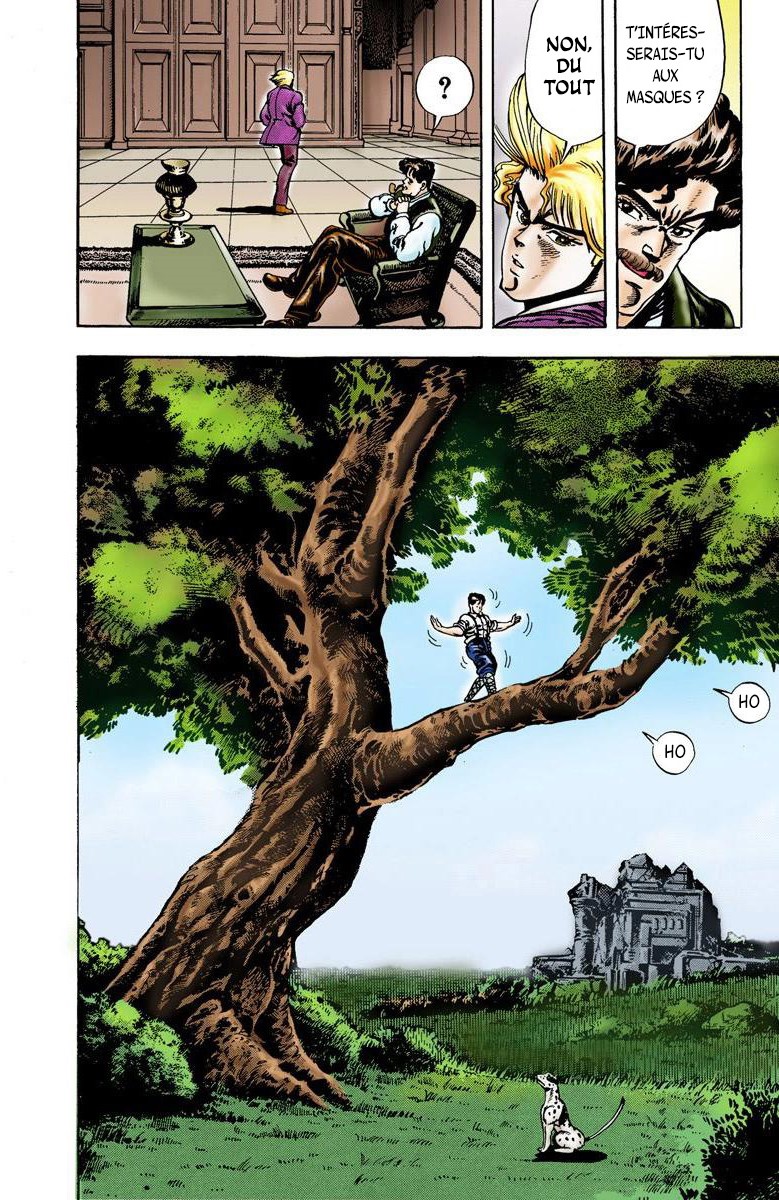 T'INTÉRES-
SERAIS-TU
AUX
MASQUES ?
NON,
DU
TOUT
?
HO
HO